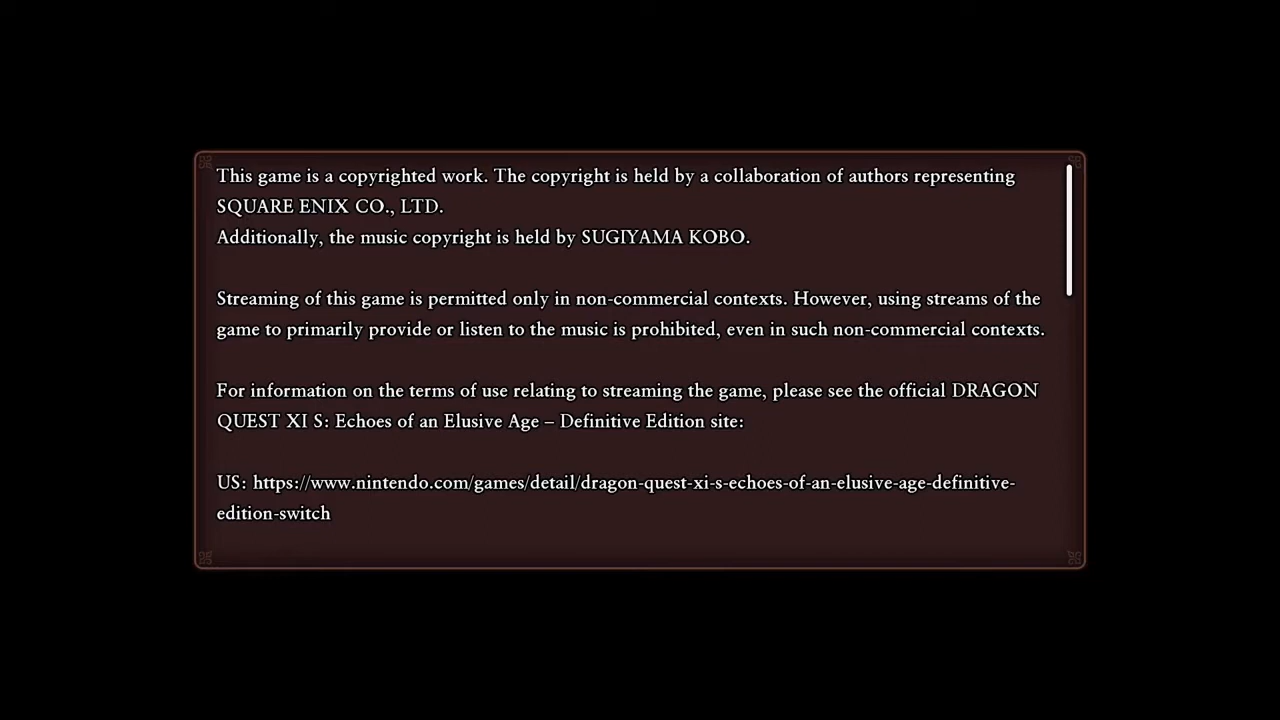 This game is a copyrighted work. The copyright is held by a collaboration of authors representing
SQUARE ENIX CO., LTD.
Additionally, the music copyright is held by SUGIYAMA KOBO.
Streaming of this game is permitted only in non-commercial contexts. However, using streams of the
game to primarily provide or listen to the music is prohibited, even in such non-commercial contexts.
For information on the terms of use relating to streaming the game, please see the official DRAGON
QUEST XI S: Echoes of an Elusive Age – Definitive Edition site:
US: https://www.nintendo.com/games/detail/dragon-quest-xi-s-echoes-of-an-elusive-age-definitive-
edition-switch